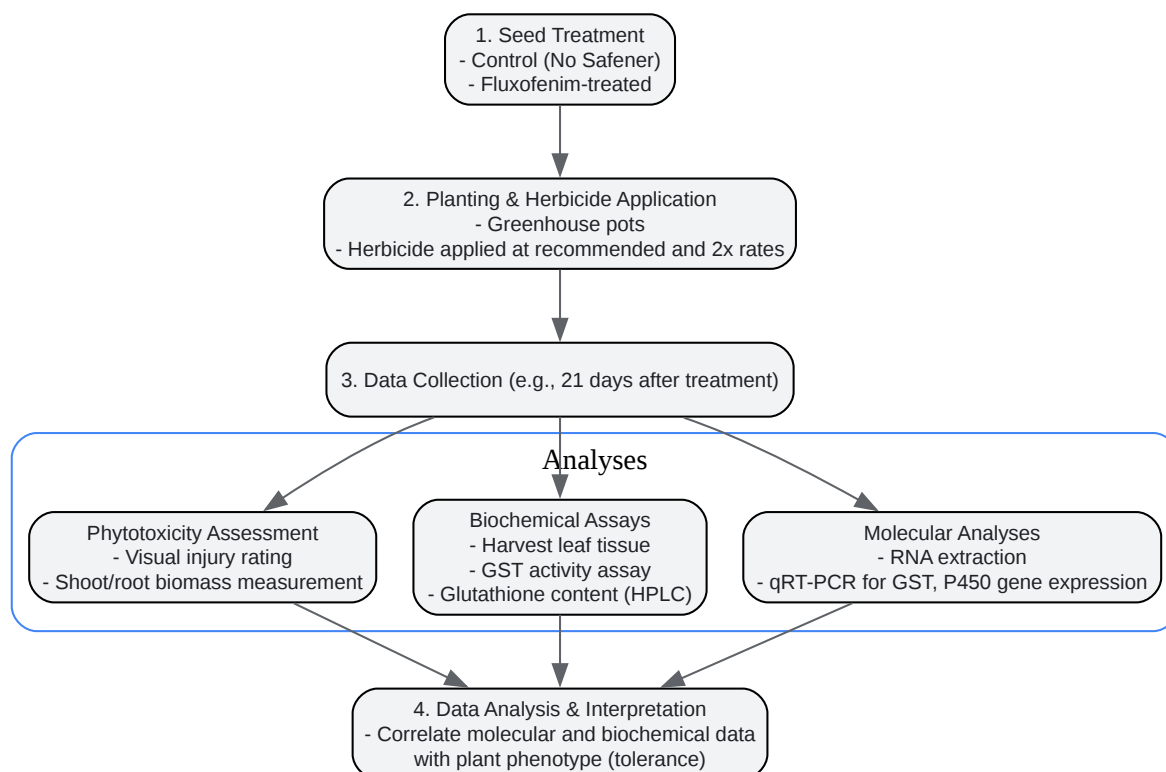 1. Seed Treatment
- Control (No Safener)
- Fluxofenim-treated
2. Planting & Herbicide Application
- Greenhouse pots
- Herbicide applied at recommended and 2x rates
3. Data Collection (e.g., 21 days after treatment)
Analyses
Phytotoxicity Assessment
- Visual injury rating
- Shoot/root biomass measurement
Biochemical Assays
- Harvest leaf tissue
- GST activity assay
- Glutathione content (HPLC)
Molecular Analyses
- RNA extraction
- qRT-PCR for GST, P450 gene expression
4. Data Analysis & Interpretation
- Correlate molecular and biochemical data
with plant phenotype (tolerance)